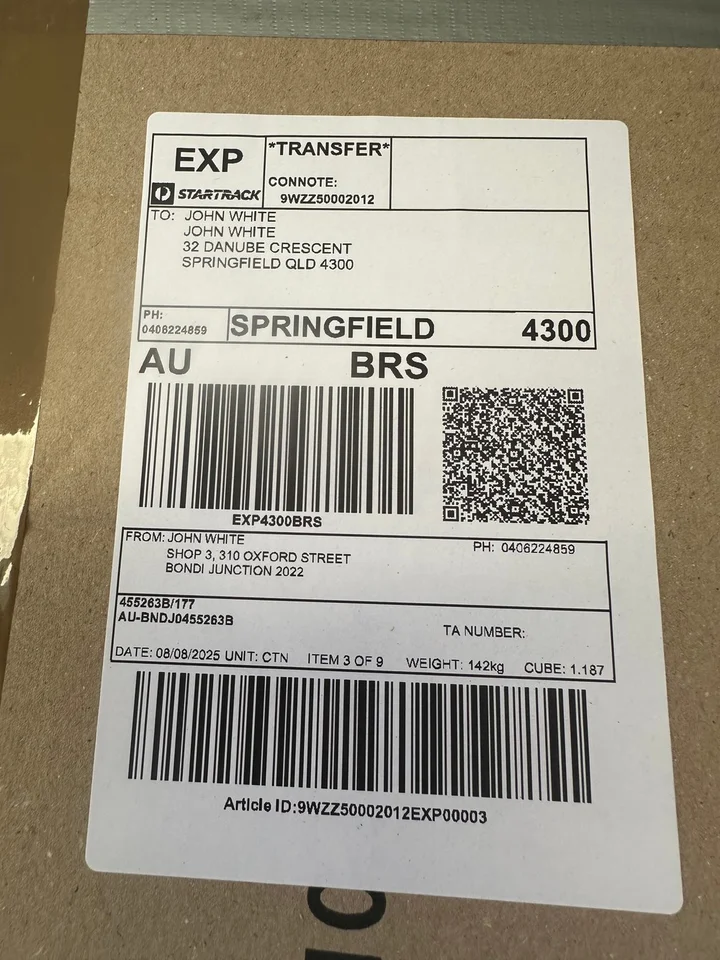 EXP
*TRANSFER*
STARTRACK
CONNOTE:
9WZZ50002012
TO: JOHN WHITE
JOHN WHITE
32 DANUBE CRESCENT
SPRINGFIELD QLD 4300
PH:
0406224859
SPRINGFIELD 4300
AU BRS
EXP4300BRS
FROM: JOHN WHITE PH: 0406224859
SHOP 3, 310 OXFORD STREET
BONDI JUNCTION 2022
455263B/177
AU-BNDJ0455263B
TA NUMBER:
DATE: 08/08/2025 UNIT: CTN ITEM 3 OF 9 WEIGHT: 142kg CUBE: 1.187
Article ID:9WZZ50002012EXP00003